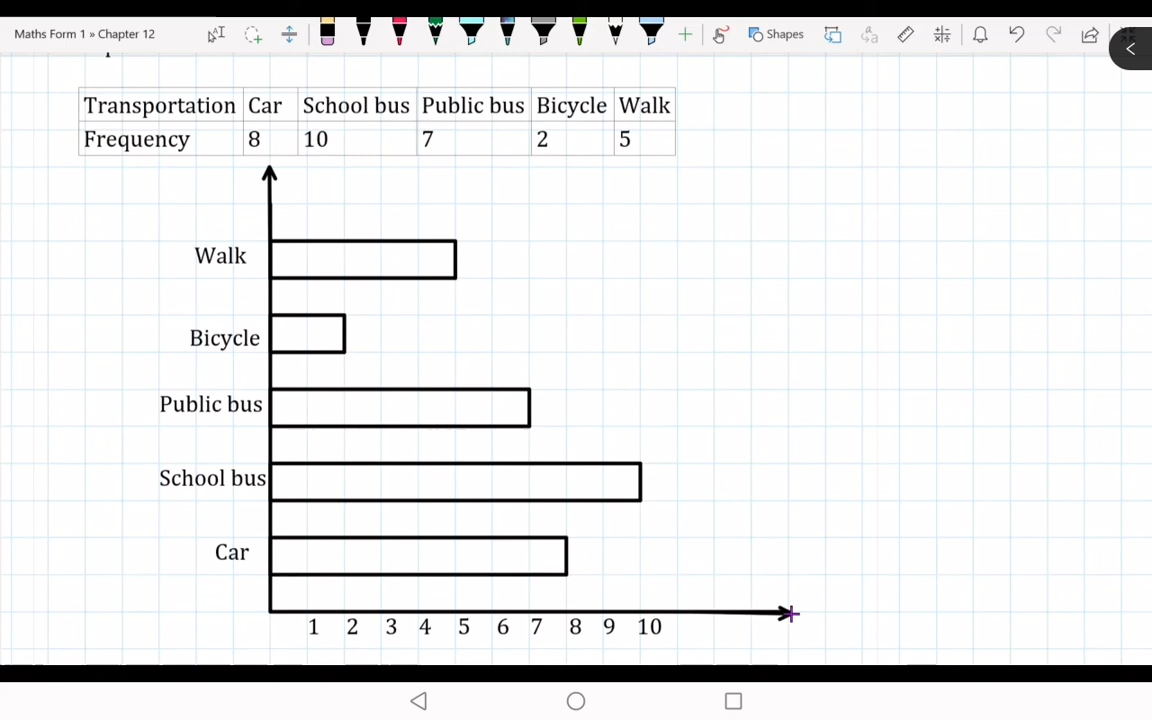 Maths Form 1 » Chapter 12
Shapes
Transportation Car School bus Public bus Bicycle Walk
Frequency 8 10 7 2 5
Walk
Bicycle
Public bus
School bus
Car
1 2 3 4 5 6 7 8 9 10